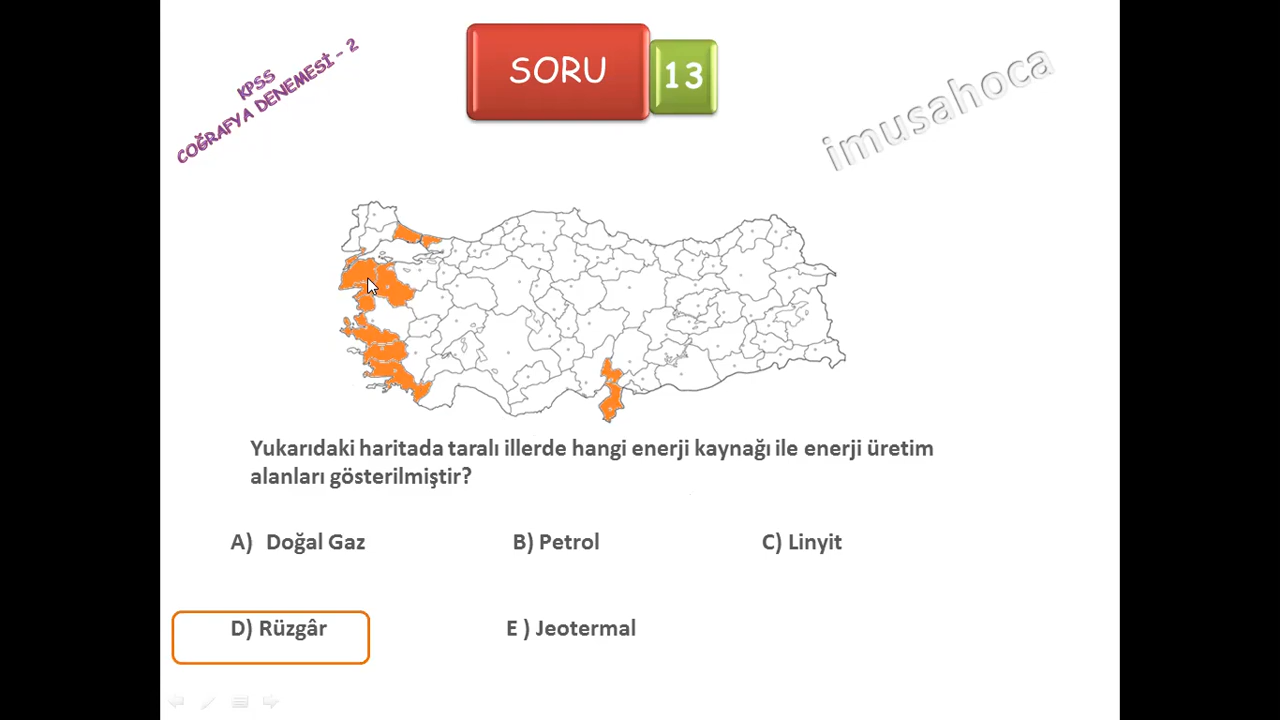 KPSS
COĞRAFYA DENEMESİ - 2
SORU
13
imusahoca
Yukarıdaki haritada taralı illerde hangi enerji kaynağı ile enerji üretim
alanları gösterilmiştir?
A) Doğal Gaz
B) Petrol
C) Linyit
D) Rüzgâr
E ) Jeotermal